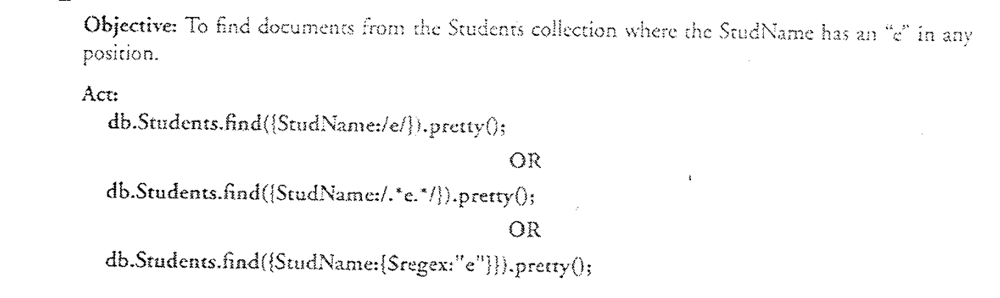 Objective: To find documents from the Students collection where the StudName has an “e” in any
position.
Act:
db.Students.find({StudName:/e/}).pretty();
OR
db.Students.find({StudName:/.*e.*/}).pretty();
OR
db.Students.find({StudName:{$regex:"e"}}).pretty();